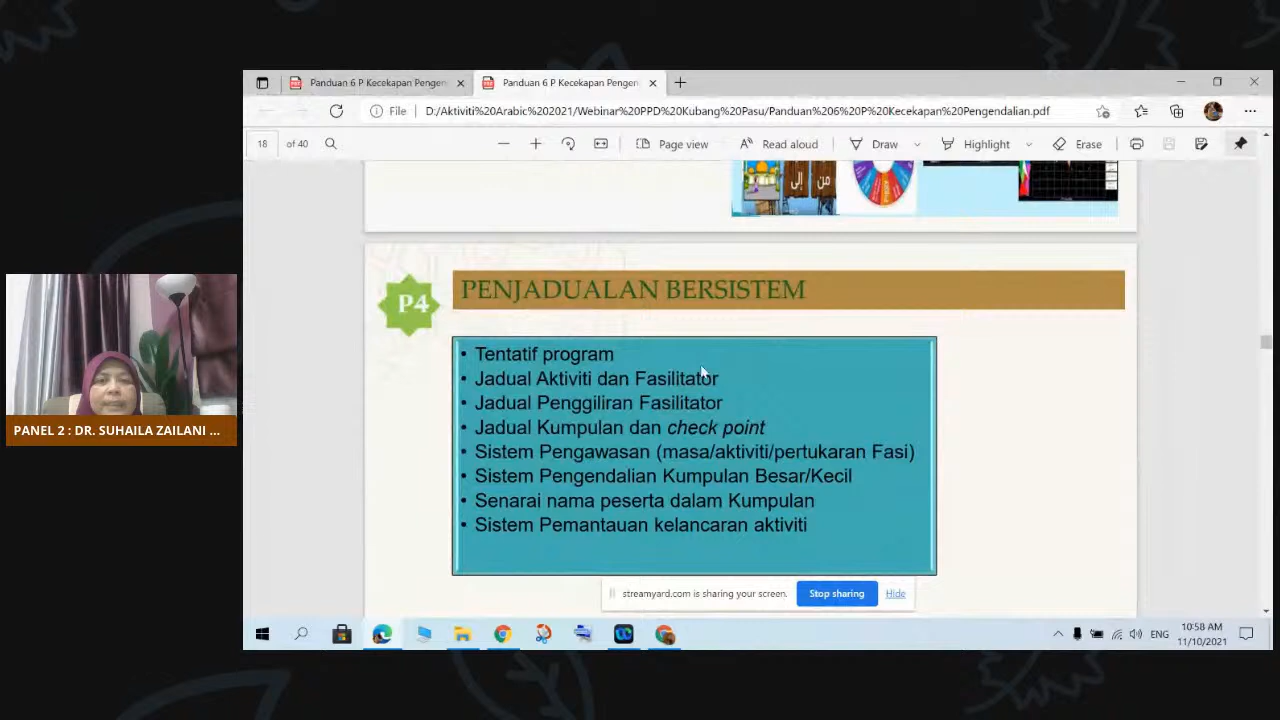 Panduan 6 P Kecekapan Pengen
Panduan 6 P Kecekapan Pengen
File
D:/Aktiviti%20Arabic%202021/Webinar%20PPD%20Kubang%20Pasu/Panduan%206%20P%20Kecekapan%20Pengendalian.pdf
18 of 40
Page view
Read aloud
Draw
Highlight
Erase
إلى
من
P4
PENJADUALAN BERSISTEM
• Tentatif program
• Jadual Aktiviti dan Fasilitator
• Jadual Penggiliran Fasilitator
• Jadual Kumpulan dan check point
• Sistem Pengawasan (masa/aktiviti/pertukaran Fasi)
• Sistem Pengendalian Kumpulan Besar/Kecil
• Senarai nama peserta dalam Kumpulan
• Sistem Pemantauan kelancaran aktiviti
PANEL 2 : DR. SUHAILA ZAILANI ...
streamyard.com is sharing your screen.
Stop sharing
Hide
ENG
10:58 AM
11/10/2021